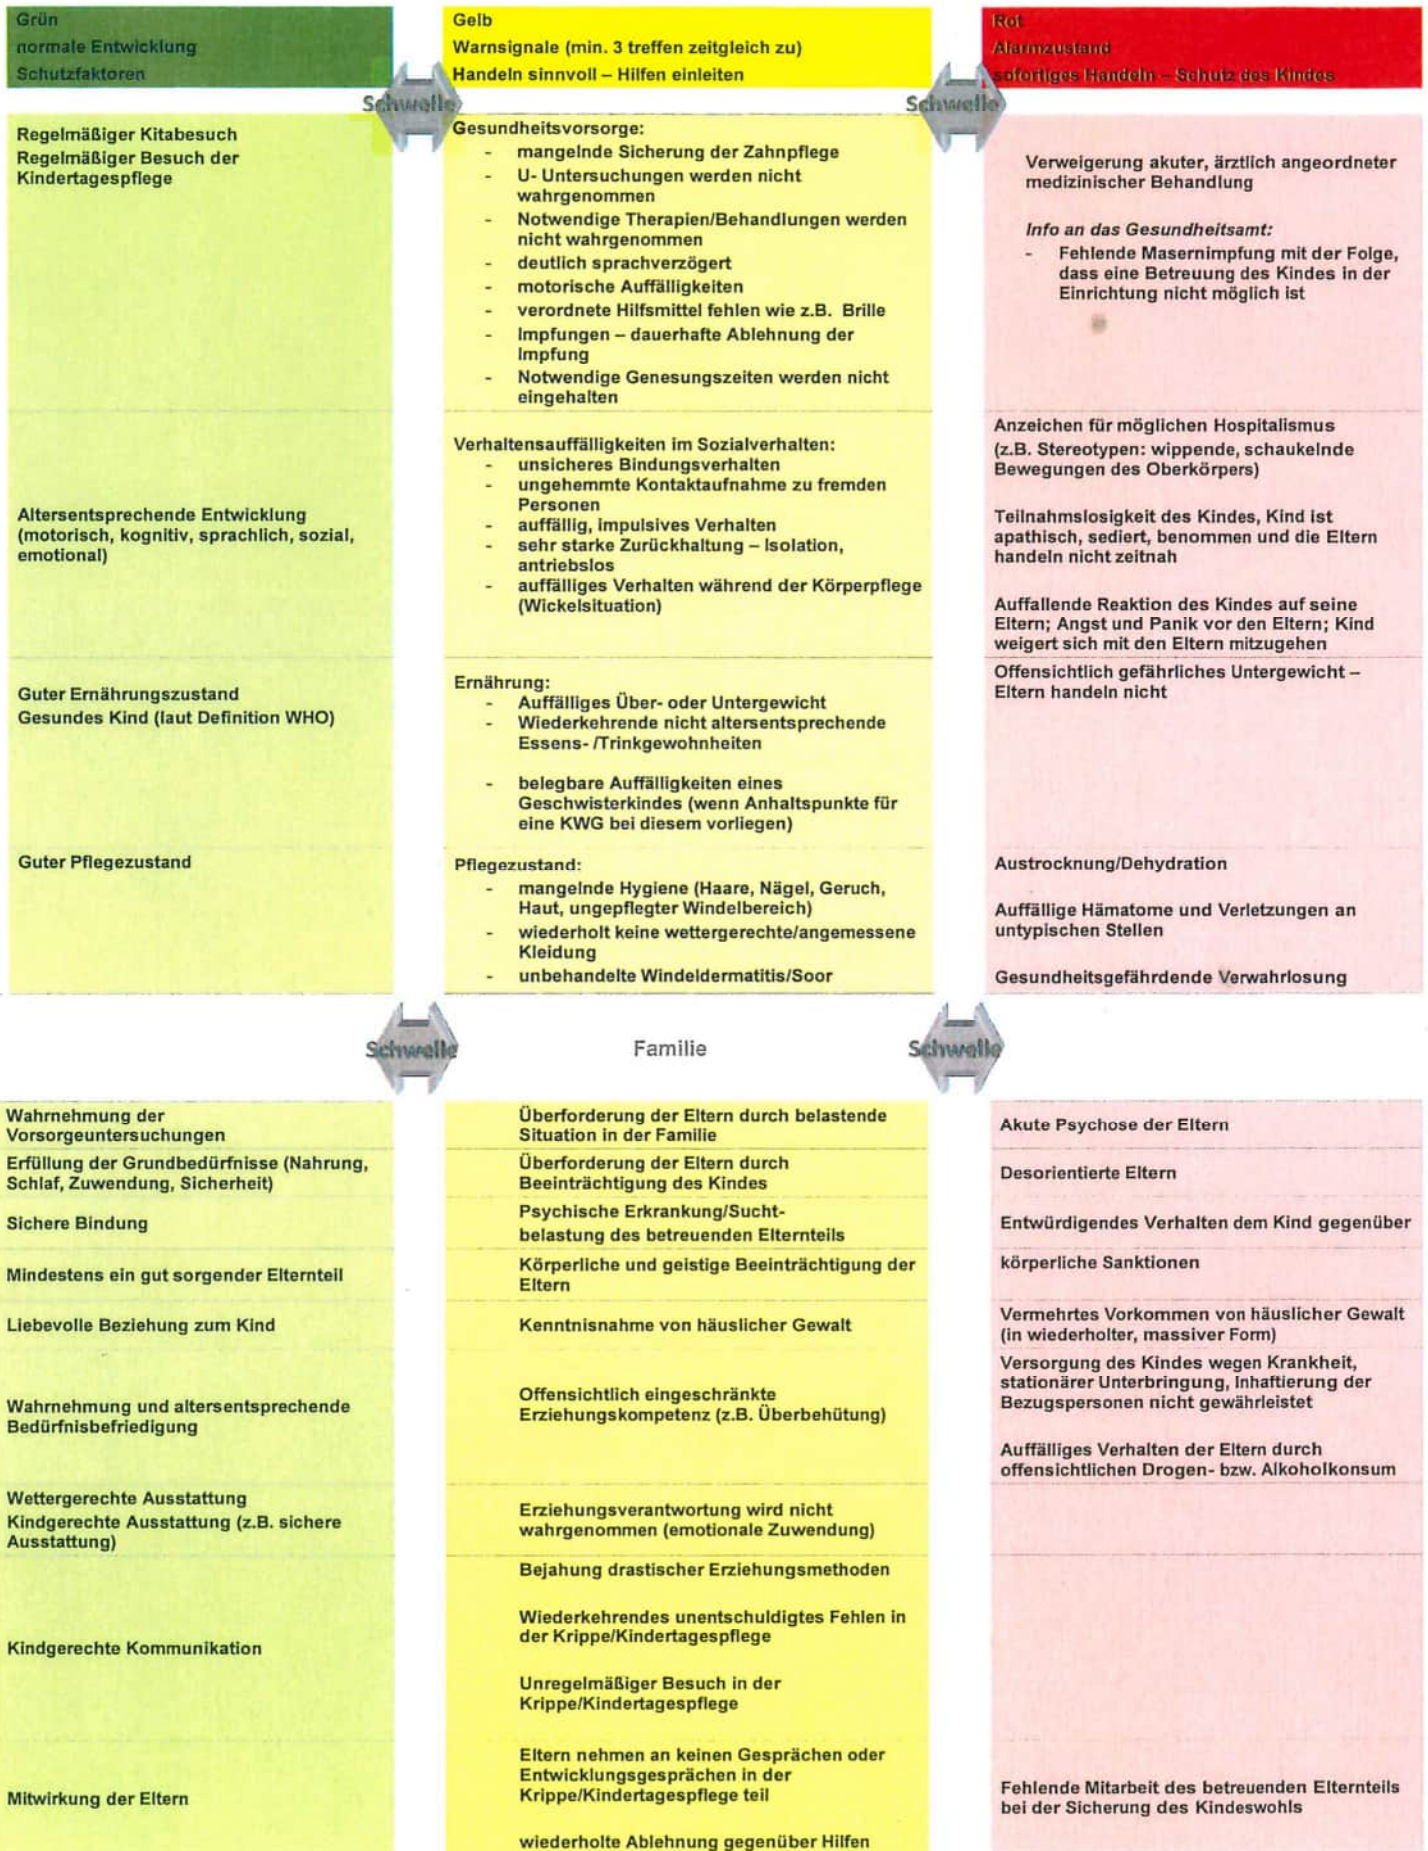 Grün
normale Entwicklung
Schutzfaktoren
Gelb
Warnsignale (min. 3 treffen zeitgleich zu)
Handeln sinnvoll – Hilfen einleiten
Rot
Alarmzustand
sofortiges Handeln – Schutz des Kindes
Schwelle
Schwelle
Regelmäßiger Kitabesuch
Regelmäßiger Besuch der
Kindertagespflege
Gesundheitsvorsorge:
- mangelnde Sicherung der Zahnpflege
- U- Untersuchungen werden nicht
wahrgenommen
- Notwendige Therapien/Behandlungen werden
nicht wahrgenommen
- deutlich sprachverzögert
- motorische Auffälligkeiten
- verordnete Hilfsmittel fehlen wie z.B. Brille
- Impfungen – dauerhafte Ablehnung der
Impfung
- Notwendige Genesungszeiten werden nicht
eingehalten
Verweigerung akuter, ärztlich angeordneter
medizinischer Behandlung
Info an das Gesundheitsamt:
- Fehlende Masernimpfung mit der Folge,
dass eine Betreuung des Kindes in der
Einrichtung nicht möglich ist
Altersentsprechende Entwicklung
(motorisch, kognitiv, sprachlich, sozial,
emotional)
Verhaltensauffälligkeiten im Sozialverhalten:
- unsicheres Bindungsverhalten
- ungehemmte Kontaktaufnahme zu fremden
Personen
- auffällig, impulsives Verhalten
- sehr starke Zurückhaltung – Isolation,
antriebslos
- auffälliges Verhalten während der Körperpflege
(Wickelsituation)
Anzeichen für möglichen Hospitalismus
(z.B. Stereotypen: wippende, schaukelnde
Bewegungen des Oberkörpers)
Teilnahmslosigkeit des Kindes, Kind ist
apathisch, sediert, benommen und die Eltern
handeln nicht zeitnah
Auffallende Reaktion des Kindes auf seine
Eltern; Angst und Panik vor den Eltern; Kind
weigert sich mit den Eltern mitzugehen
Guter Ernährungszustand
Gesundes Kind (laut Definition WHO)
Ernährung:
- Auffälliges Über- oder Untergewicht
- Wiederkehrende nicht altersentsprechende
Essens- /Trinkgewohnheiten
- belegbare Auffälligkeiten eines
Geschwisterkindes (wenn Anhaltspunkte für
eine KWG bei diesem vorliegen)
Offensichtlich gefährliches Untergewicht –
Eltern handeln nicht
Guter Pflegezustand
Pflegezustand:
- mangelnde Hygiene (Haare, Nägel, Geruch,
Haut, ungepflegter Windelbereich)
- wiederholt keine wettergerechte/angemessene
Kleidung
- unbehandelte Windeldermatitis/Soor
Austrocknung/Dehydration
Auffällige Hämatome und Verletzungen an
untypischen Stellen
Gesundheitsgefährdende Verwahrlosung
Schwelle
Familie
Schwelle
Wahrnehmung der
Vorsorgeuntersuchungen
Überforderung der Eltern durch belastende
Situation in der Familie
Akute Psychose der Eltern
Erfüllung der Grundbedürfnisse (Nahrung,
Schlaf, Zuwendung, Sicherheit)
Überforderung der Eltern durch
Beeinträchtigung des Kindes
Desorientierte Eltern
Sichere Bindung
Psychische Erkrankung/Sucht-
belastung des betreuenden Elternteils
Entwürdigendes Verhalten dem Kind gegenüber
Mindestens ein gut sorgender Elternteil
Körperliche und geistige Beeinträchtigung der
Eltern
körperliche Sanktionen
Liebevolle Beziehung zum Kind
Kenntnisnahme von häuslicher Gewalt
Vermehrtes Vorkommen von häuslicher Gewalt
(in wiederholter, massiver Form)
Wahrnehmung und altersentsprechende
Bedürfnisbefriedigung
Offensichtlich eingeschränkte
Erziehungskompetenz (z.B. Überbehütung)
Versorgung des Kindes wegen Krankheit,
stationärer Unterbringung, Inhaftierung der
Bezugspersonen nicht gewährleistet
Auffälliges Verhalten der Eltern durch
offensichtlichen Drogen- bzw. Alkoholkonsum
Wettergerechte Ausstattung
Kindgerechte Ausstattung (z.B. sichere
Ausstattung)
Erziehungsverantwortung wird nicht
wahrgenommen (emotionale Zuwendung)
Kindgerechte Kommunikation
Bejahung drastischer Erziehungsmethoden
Wiederkehrendes unentschuldigtes Fehlen in
der Krippe/Kindertagespflege
Unregelmäßiger Besuch in der
Krippe/Kindertagespflege
Mitwirkung der Eltern
Eltern nehmen an keinen Gesprächen oder
Entwicklungsgesprächen in der
Krippe/Kindertagespflege teil
wiederholte Ablehnung gegenüber Hilfen
Fehlende Mitarbeit des betreuenden Elternteils
bei der Sicherung des Kindeswohls